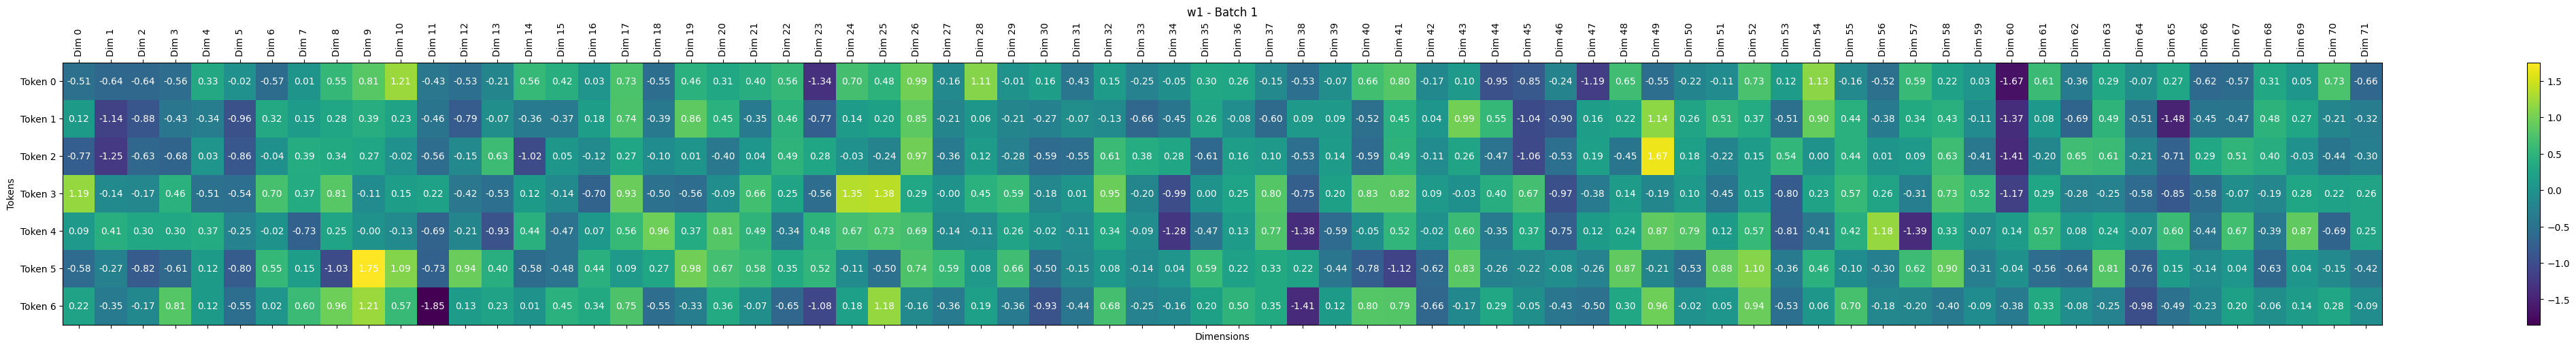 w1 - Batch 1
Dim 0 Dim 1 Dim 2 Dim 3 Dim 4 Dim 5 Dim 6 Dim 7 Dim 8 Dim 9 Dim 10 Dim 11 Dim 12 Dim 13 Dim 14 Dim 15 Dim 16 Dim 17 Dim 18 Dim 19 Dim 20 Dim 21 Dim 22 Dim 23 Dim 24 Dim 25 Dim 26 Dim 27 Dim 28 Dim 29 Dim 30 Dim 31 Dim 32 Dim 33 Dim 34 Dim 35 Dim 36 Dim 37 Dim 38 Dim 39 Dim 40 Dim 41 Dim 42 Dim 43 Dim 44 Dim 45 Dim 46 Dim 47 Dim 48 Dim 49 Dim 50 Dim 51 Dim 52 Dim 53 Dim 54 Dim 55 Dim 56 Dim 57 Dim 58 Dim 59 Dim 60 Dim 61 Dim 62 Dim 63 Dim 64 Dim 65 Dim 66 Dim 67 Dim 68 Dim 69 Dim 70 Dim 71
Token 0 -0.51 -0.64 -0.64 -0.56 0.33 -0.02 -0.57 0.01 0.55 0.81 1.21 -0.43 -0.53 -0.21 0.56 0.42 0.03 0.73 -0.55 0.46 0.31 0.40 0.56 -1.34 0.70 0.48 0.99 -0.16 1.11 -0.01 0.16 -0.43 0.15 -0.25 -0.05 0.30 0.26 -0.15 -0.53 -0.07 0.66 0.80 -0.17 0.10 -0.95 -0.85 -0.24 -1.19 0.65 -0.55 -0.22 -0.11 0.73 0.12 1.13 -0.16 -0.52 0.59 0.22 0.03 -1.67 0.61 -0.36 0.29 -0.07 0.27 -0.62 -0.57 0.31 0.05 0.73 -0.66
Token 1 0.12 -1.14 -0.88 -0.43 -0.34 -0.96 0.32 0.15 0.28 0.39 0.23 -0.46 -0.79 -0.07 -0.36 -0.37 0.18 0.74 -0.39 0.86 0.45 -0.35 0.46 -0.77 0.14 0.20 0.85 -0.21 0.06 -0.21 -0.27 -0.07 -0.13 -0.66 -0.45 0.26 -0.08 -0.60 0.09 0.09 -0.52 0.45 0.04 0.99 0.55 -1.04 -0.90 0.16 0.22 1.14 0.26 0.51 0.37 -0.51 0.90 0.44 -0.38 0.34 0.43 -0.11 -1.37 0.08 -0.69 0.49 -0.51 -1.48 -0.45 -0.47 0.48 0.27 -0.21 -0.32
Token 2 -0.77 -1.25 -0.63 -0.68 0.03 -0.86 -0.04 0.39 0.34 0.27 -0.02 -0.56 -0.15 0.63 -1.02 0.05 -0.12 0.27 -0.10 0.01 -0.40 0.04 0.49 0.28 -0.03 -0.24 0.97 -0.36 0.12 -0.28 -0.59 -0.55 0.61 0.38 0.28 -0.61 0.16 0.10 -0.53 0.14 -0.59 0.49 -0.11 0.26 -0.47 -1.06 -0.53 0.19 -0.45 1.67 0.18 -0.22 0.15 0.54 0.00 0.44 0.01 0.09 0.63 -0.41 -1.41 -0.20 0.65 0.61 -0.21 -0.71 0.29 0.51 0.40 -0.03 -0.44 -0.30
Token 3 1.19 -0.14 -0.17 0.46 -0.51 -0.54 0.70 0.37 0.81 -0.11 0.15 0.22 -0.42 -0.53 0.12 -0.14 -0.70 0.93 -0.50 -0.56 -0.09 0.66 0.25 -0.56 1.35 1.38 0.29 -0.00 0.45 0.59 -0.18 0.01 0.95 -0.20 -0.99 0.00 0.25 0.80 -0.75 0.20 0.83 0.82 0.09 -0.03 0.40 0.67 -0.97 -0.38 0.14 -0.19 0.10 -0.45 0.15 -0.80 0.23 0.57 0.26 -0.31 0.73 0.52 -1.17 0.29 -0.28 -0.25 -0.58 -0.85 -0.58 -0.07 -0.19 0.28 0.22 0.26
Token 4 0.09 0.41 0.30 0.30 0.37 -0.25 -0.02 -0.73 0.25 -0.00 -0.13 -0.69 -0.21 -0.93 0.44 -0.47 0.07 0.56 0.96 0.37 0.81 0.49 -0.34 0.48 0.67 0.73 0.69 -0.14 -0.11 0.26 -0.02 -0.11 0.34 -0.09 -1.28 -0.47 0.13 0.77 -1.38 -0.59 -0.05 0.52 -0.02 0.60 -0.35 0.37 -0.75 0.12 0.24 0.87 0.79 0.12 0.57 -0.81 -0.41 0.42 1.18 -1.39 0.33 -0.07 0.14 0.57 0.08 0.24 -0.07 0.60 -0.44 0.67 -0.39 0.87 -0.69 0.25
Token 5 -0.58 -0.27 -0.82 -0.61 0.12 -0.80 0.55 0.15 -1.03 1.75 1.09 -0.73 0.94 0.40 -0.58 -0.48 0.44 0.09 0.27 0.98 0.67 0.58 0.35 0.52 -0.11 -0.50 0.74 0.59 0.08 0.66 -0.50 -0.15 0.08 -0.14 0.04 0.59 0.22 0.33 0.22 -0.44 -0.78 -1.12 -0.62 0.83 -0.26 -0.22 -0.08 -0.26 0.87 -0.21 -0.53 0.88 1.10 -0.36 0.46 -0.10 -0.30 0.62 0.90 -0.31 -0.04 -0.56 -0.64 0.81 -0.76 0.15 -0.14 0.04 -0.63 0.04 -0.15 -0.42
Token 6 0.22 -0.35 -0.17 0.81 0.12 -0.55 0.02 0.60 0.96 1.21 0.57 -1.85 0.13 0.23 0.01 0.45 0.34 0.75 -0.55 -0.33 0.36 -0.07 -0.65 -1.08 0.18 1.18 -0.16 -0.36 0.19 -0.36 -0.93 -0.44 0.68 -0.25 -0.16 0.20 0.50 0.35 -1.41 0.12 0.80 0.79 -0.66 -0.17 0.29 -0.05 -0.43 -0.50 0.30 0.96 -0.02 0.05 0.94 -0.53 0.06 0.70 -0.18 -0.20 -0.40 -0.09 -0.38 0.33 -0.08 -0.25 -0.98 -0.49 -0.23 0.20 -0.06 0.14 0.28 -0.09
Tokens
Dimensions
1.5
1.0
0.5
0.0
−0.5
−1.0
−1.5